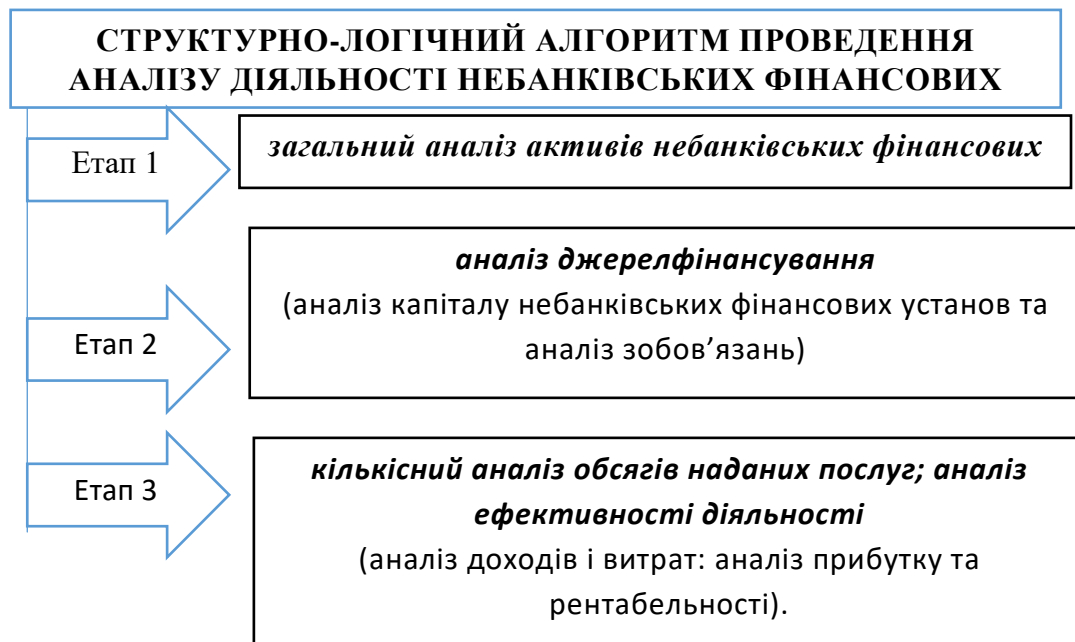 СТРУКТУРНО-ЛОГІЧНИЙ АЛГОРИТМ ПРОВЕДЕННЯ
АНАЛІЗУ ДІЯЛЬНОСТІ НЕБАНКІВСЬКИХ ФІНАНСОВИХ
Етап 1
загальний аналіз активів небанківських фінансових
Етап 2
аналіз джерелфінансування
(аналіз капіталу небанківських фінансових установ та
аналіз зобов’язань)
Етап 3
кількісний аналіз обсягів наданих послуг; аналіз
ефективності діяльності
(аналіз доходів і витрат: аналіз прибутку та
рентабельності).